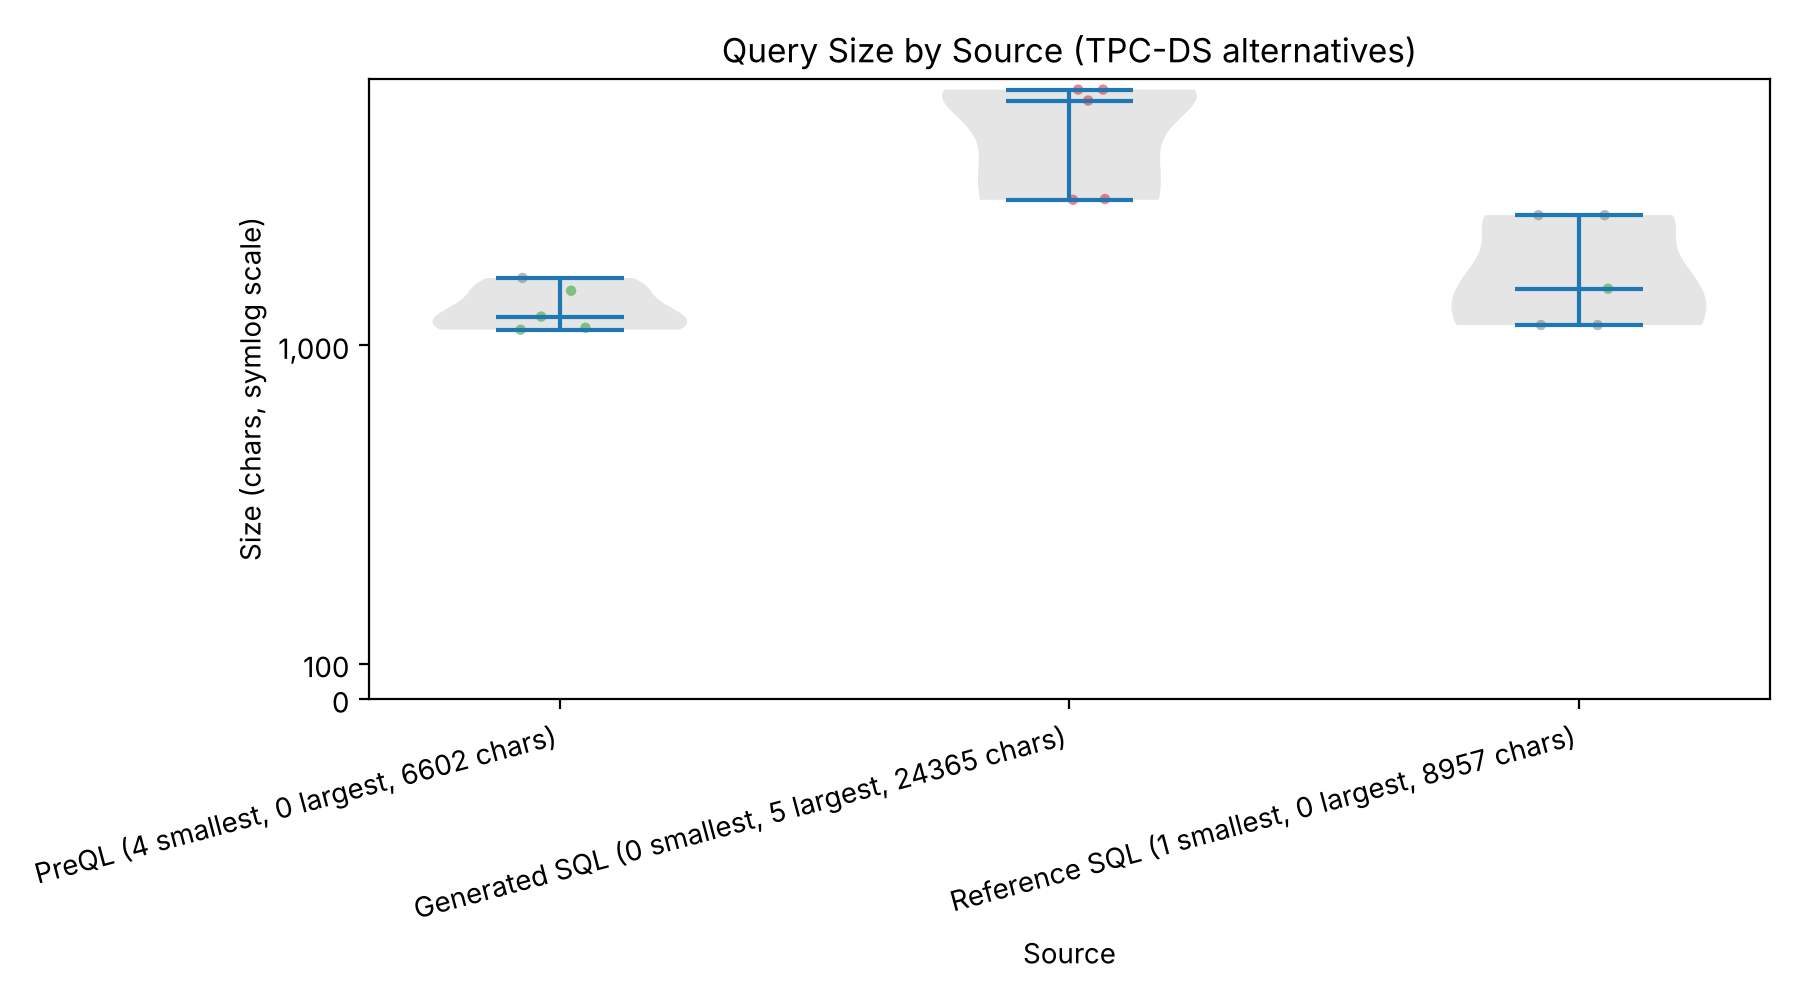 Query Size by Source (TPC-DS alternatives)
Size (chars, symlog scale)
1,000
100
0
PreQL (4 smallest, 0 largest, 6602 chars)
Generated SQL (0 smallest, 5 largest, 24365 chars)
Reference SQL (1 smallest, 0 largest, 8957 chars)
Source